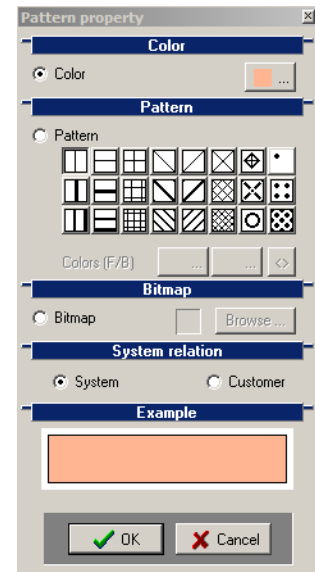 Pattern property
Color
Color
...
Pattern
Pattern
Colors (F/B) ... ... <>
Bitmap
Bitmap Browse ...
System relation
System Customer
Example
OK Cancel